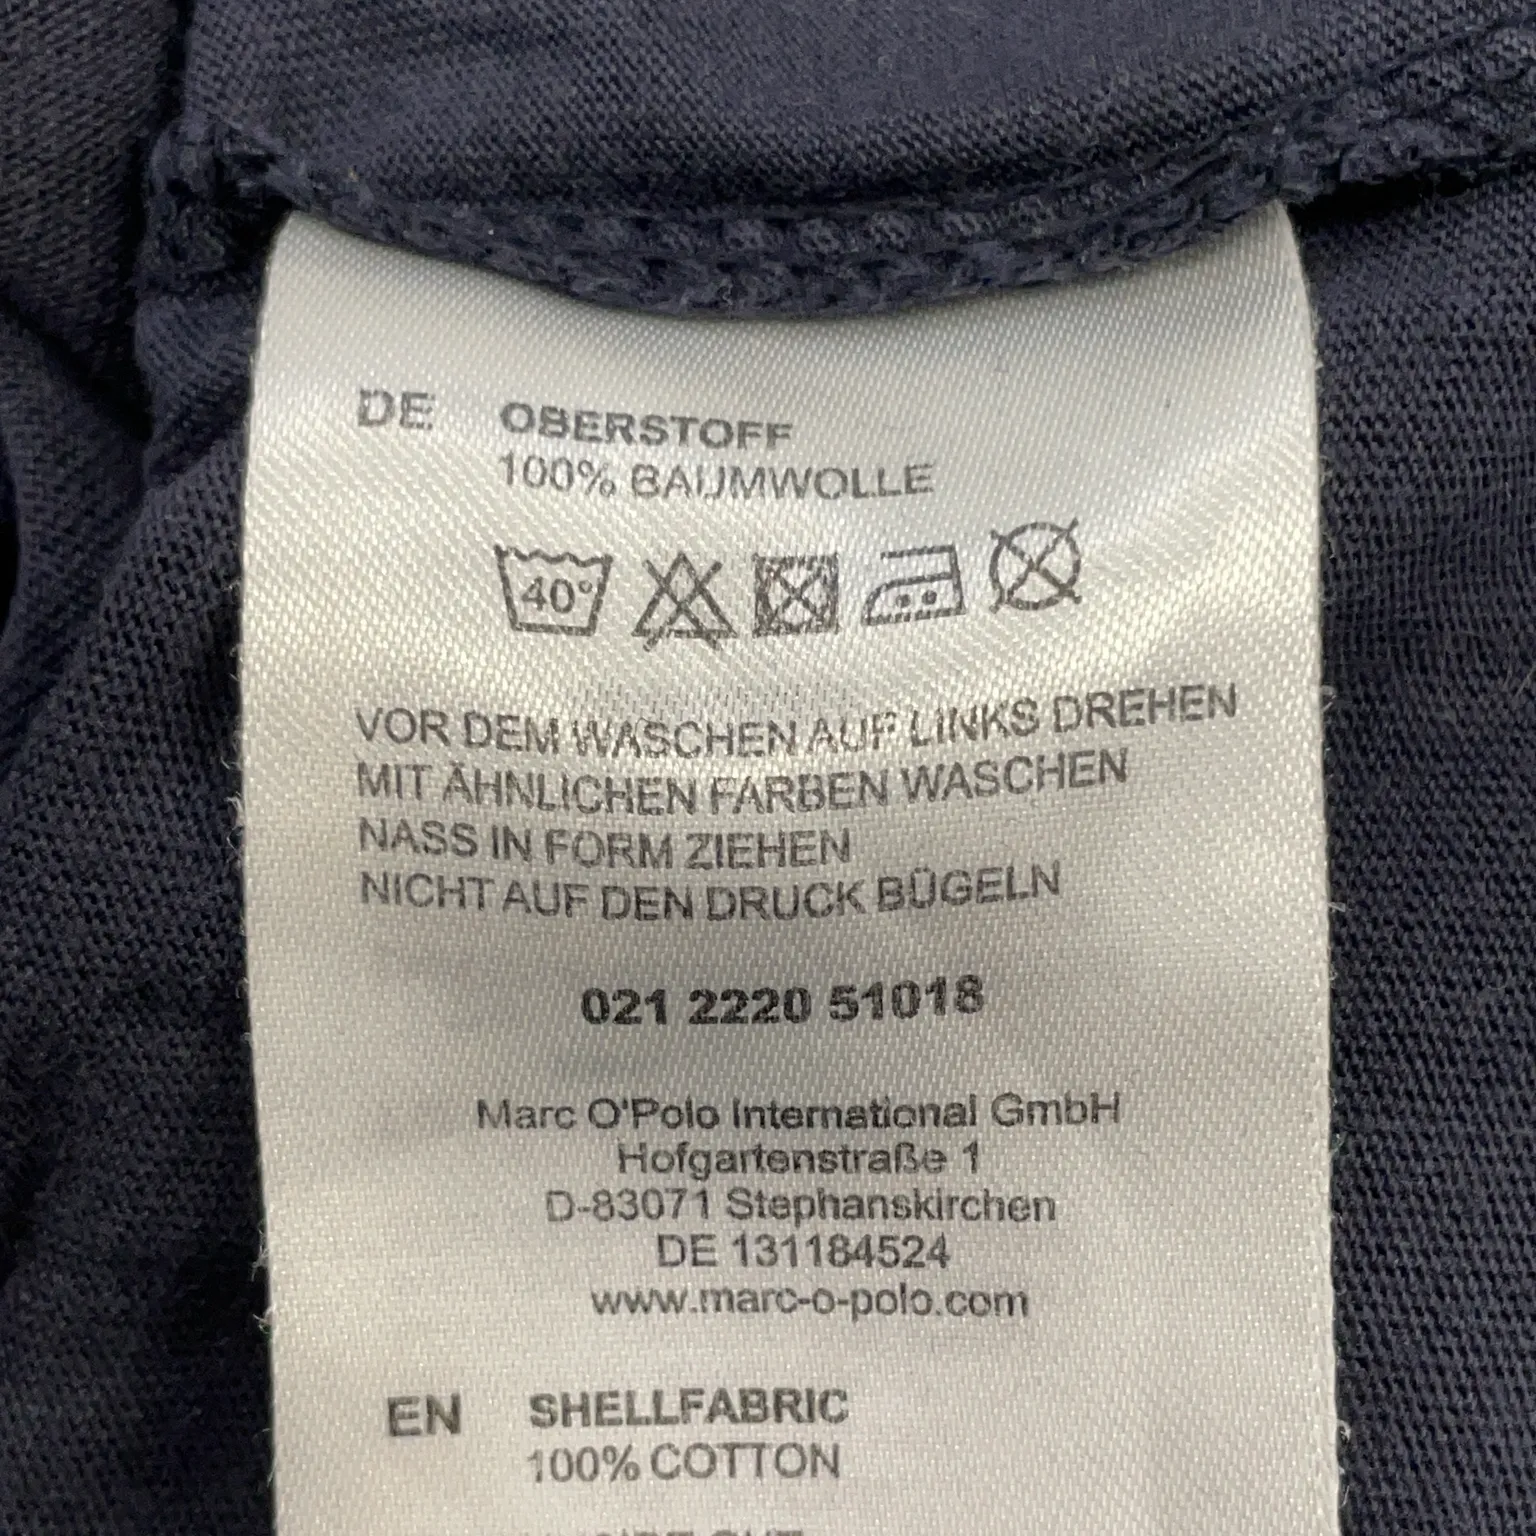 DE OBERSTOFF
100% BAUMWOLLE
40°
VOR DEM WASCHEN AUF LINKS DREHEN
MIT ÄHNLICHEN FARBEN WASCHEN
NASS IN FORM ZIEHEN
NICHT AUF DEN DRUCK BÜGELN
021 2220 51018
Marc O'Polo International GmbH
Hofgartenstraße 1
D-83071 Stephanskirchen
DE 131184524
www.marc-o-polo.com
EN SHELLFABRIC
100% COTTON